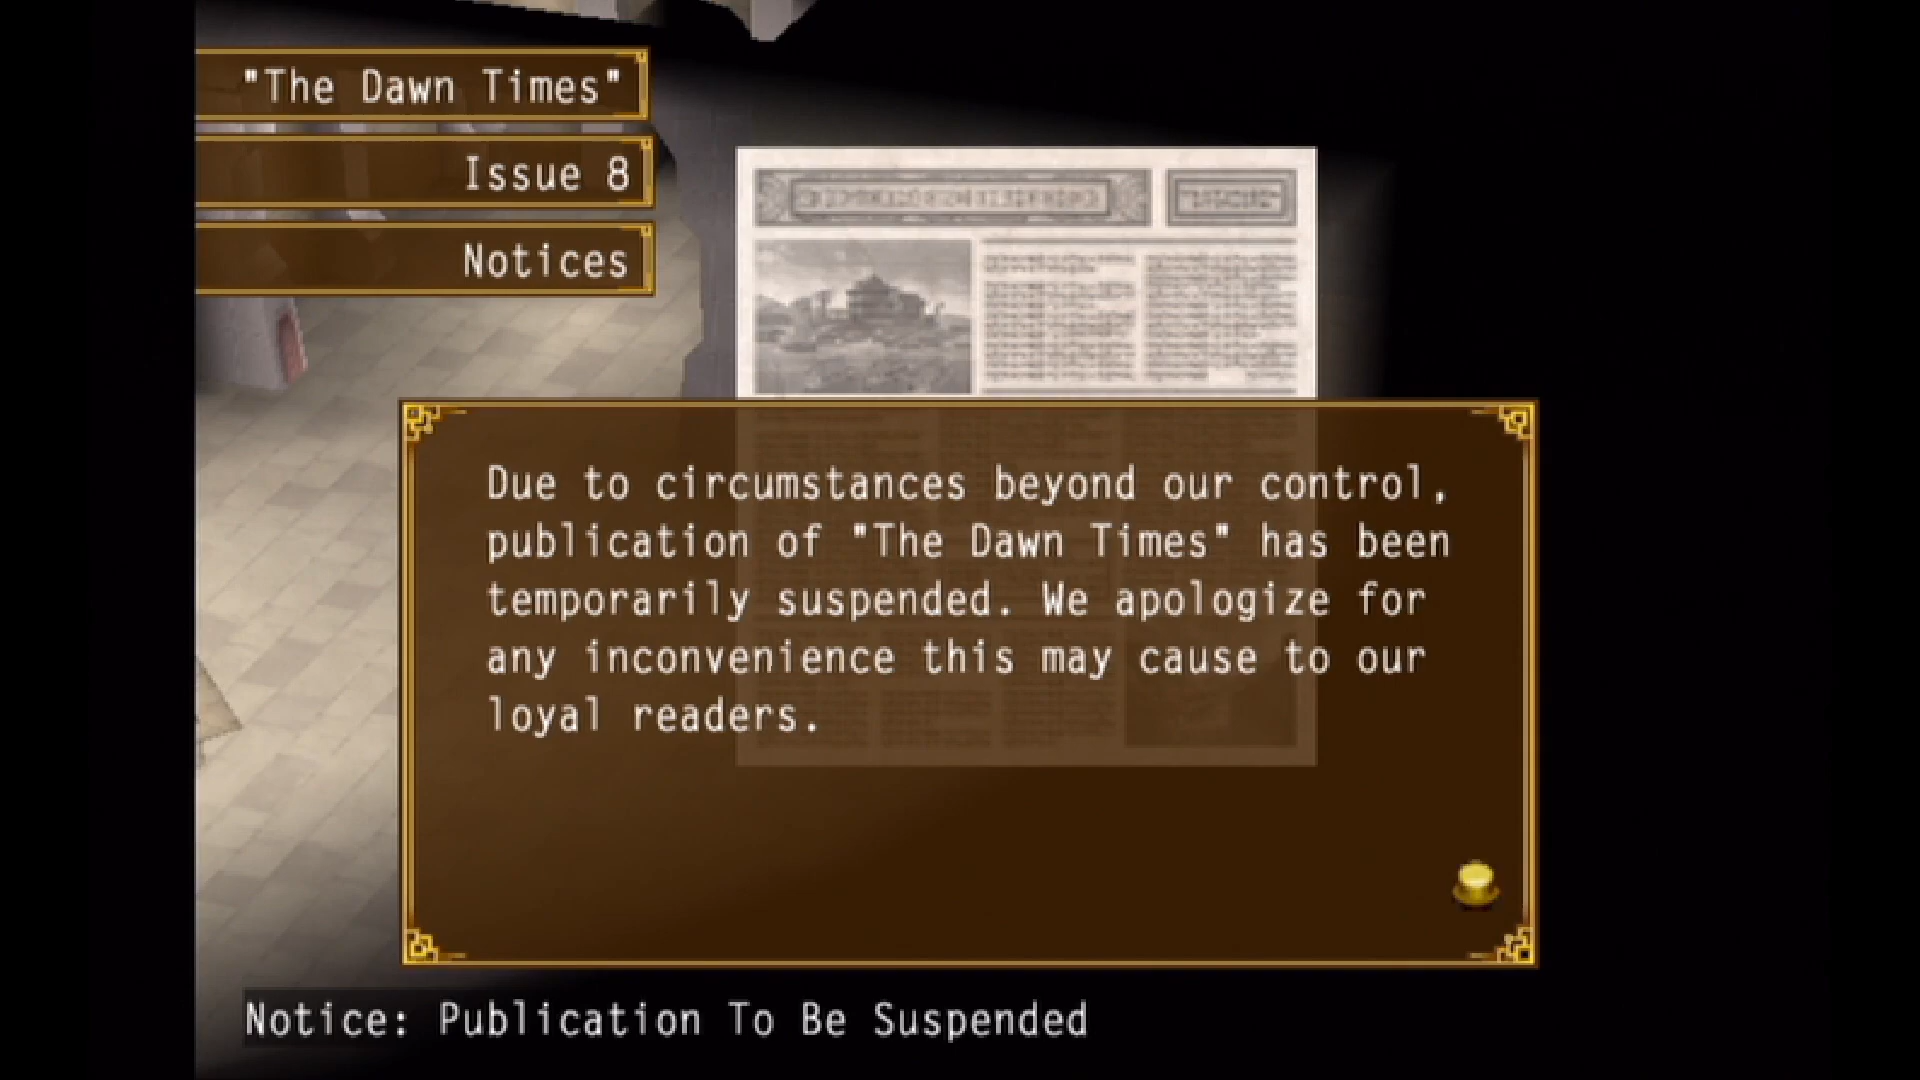 "The Dawn Times"
Issue 8
Notices
Due to circumstances beyond our control,
publication of "The Dawn Times" has been
temporarily suspended. We apologize for
any inconvenience this may cause to our
loyal readers.
Notice: Publication To Be Suspended